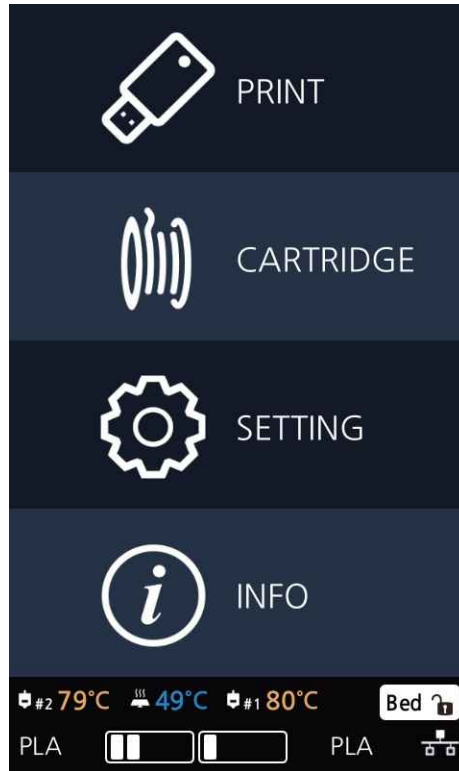 PRINT
CARTRIDGE
SETTING
i INFO
#2 79°C 49°C #1 80°C Bed
PLA PLA